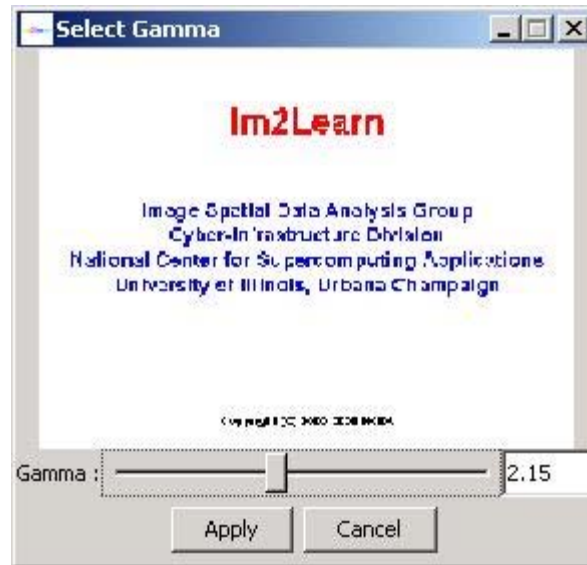 Select Gamma
Im2Learn
Image Spatial Data Analysis Group
Cyber-Infrastructure Division
National Center for Supercomputing Applications
University of Illinois, Urbana Champaign
Gamma :
2.15
Apply
Cancel